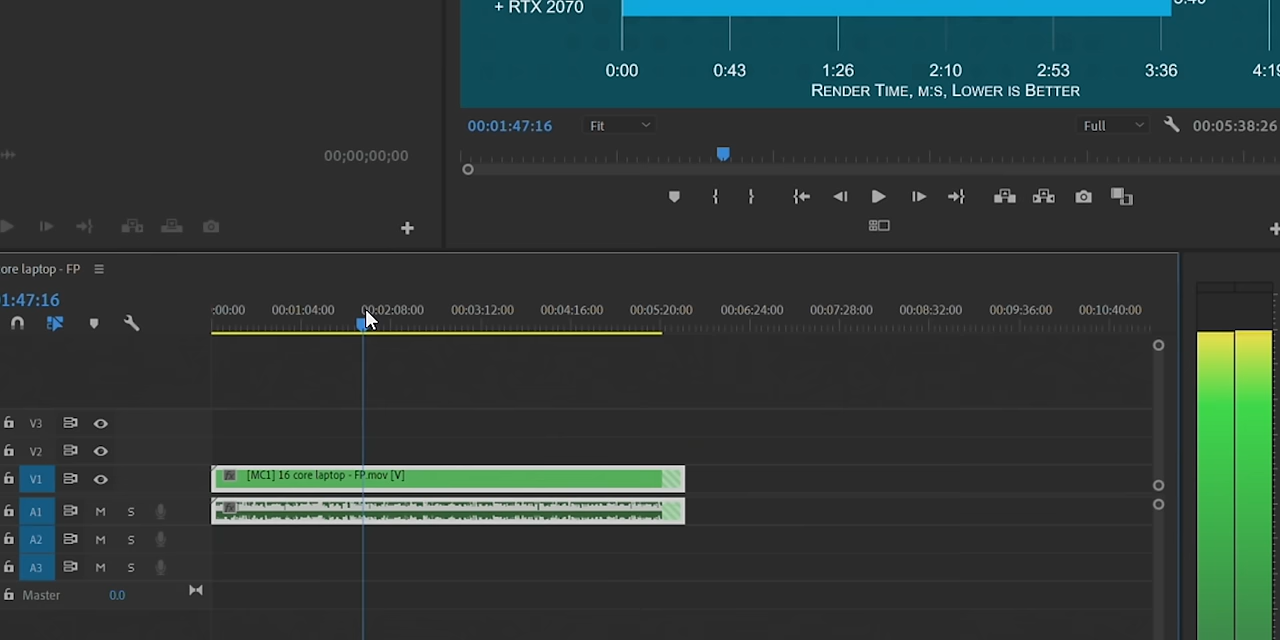 + RTX 2070
0:00 0:43 1:26 2:10 2:53 3:36
RENDER TIME, M:S, LOWER IS BETTER
00:01:47:16 Fit Full 00:05:38:26
00;00;00;00
ore laptop - FP
1:47:16
:00:00 00:01:04:00 00:02:08:00 00:03:12:00 00:04:16:00 00:05:20:00 00:06:24:00 00:07:28:00 00:08:32:00 00:09:36:00 00:10:40:00
V3
V2
V1 fx [MC1] 16 core laptop - FP.mov [V]
A1 M S fx
A2 M S
A3 M S
Master 0.0